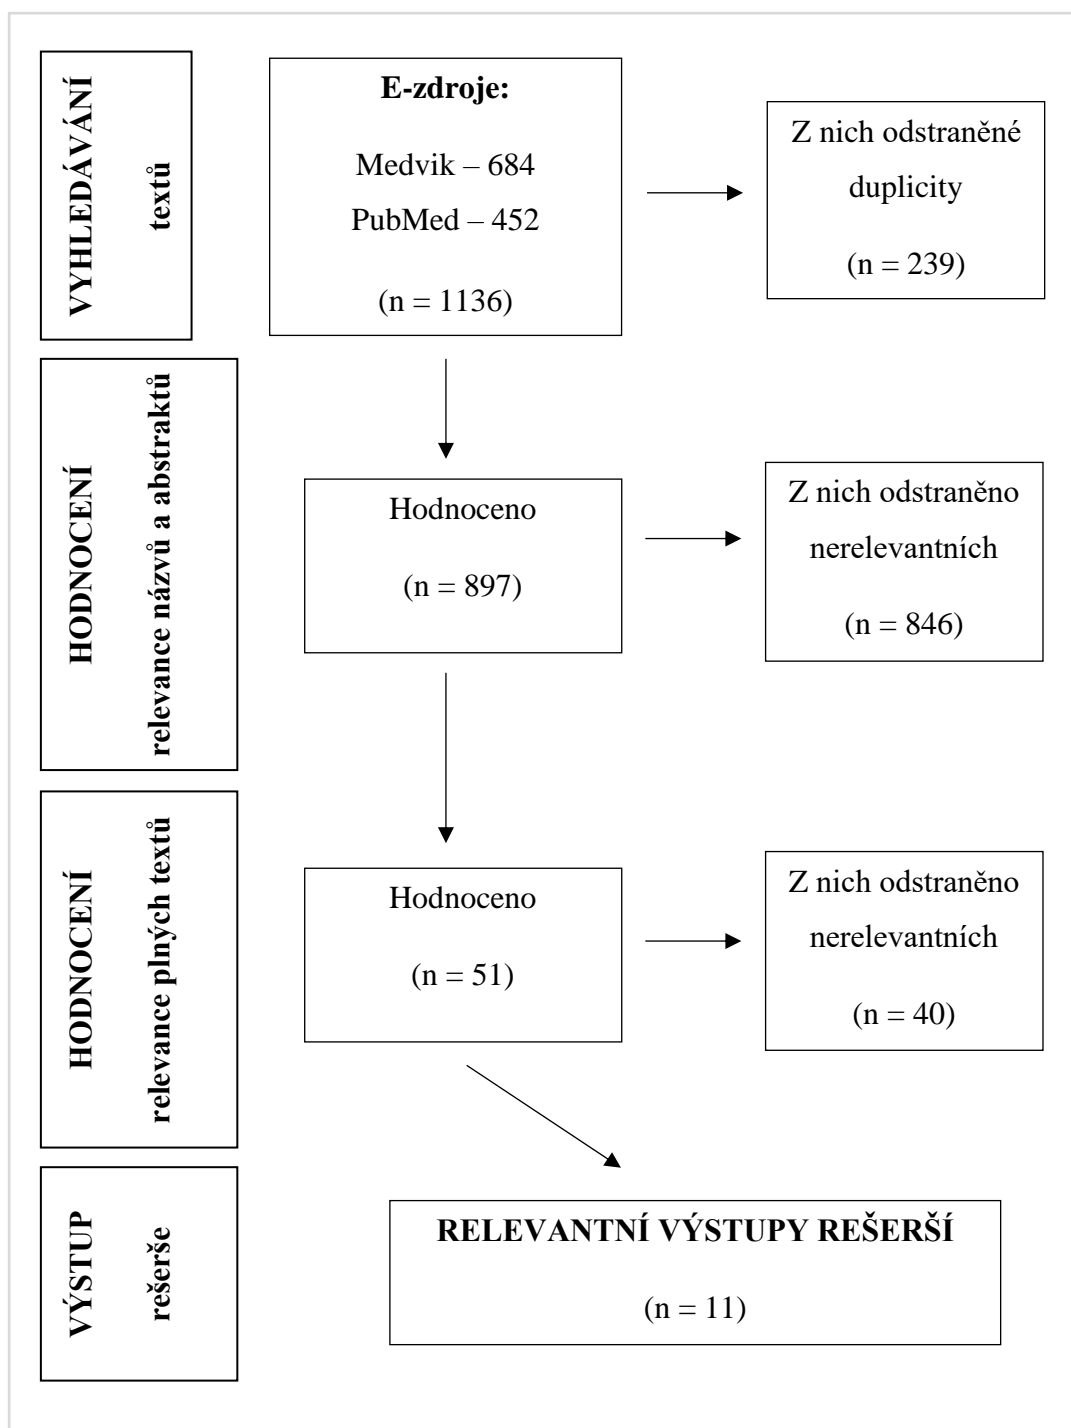 VYHLEDÁVÁNÍ
textů
E-zdroje:
Medvik – 684
PubMed – 452
(n = 1136)
Z nich odstraněné
duplicity
(n = 239)
HODNOCENÍ
relevance názvů a abstraktů
Hodnoceno
(n = 897)
Z nich odstraněno
nerelevantních
(n = 846)
HODNOCENÍ
relevance plných textů
Hodnoceno
(n = 51)
Z nich odstraněno
nerelevantních
(n = 40)
VÝSTUP
rešerše
RELEVANTNÍ VÝSTUPY REŠERŠÍ
(n = 11)